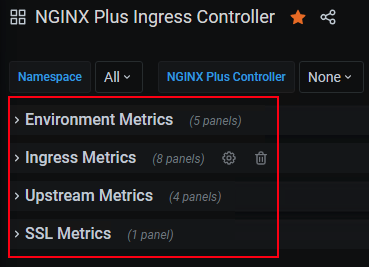 NGINX Plus Ingress Controller
Namespace All NGINX Plus Controller None
Environment Metrics (5 panels)
Ingress Metrics (8 panels)
Upstream Metrics (4 panels)
SSL Metrics (1 panel)